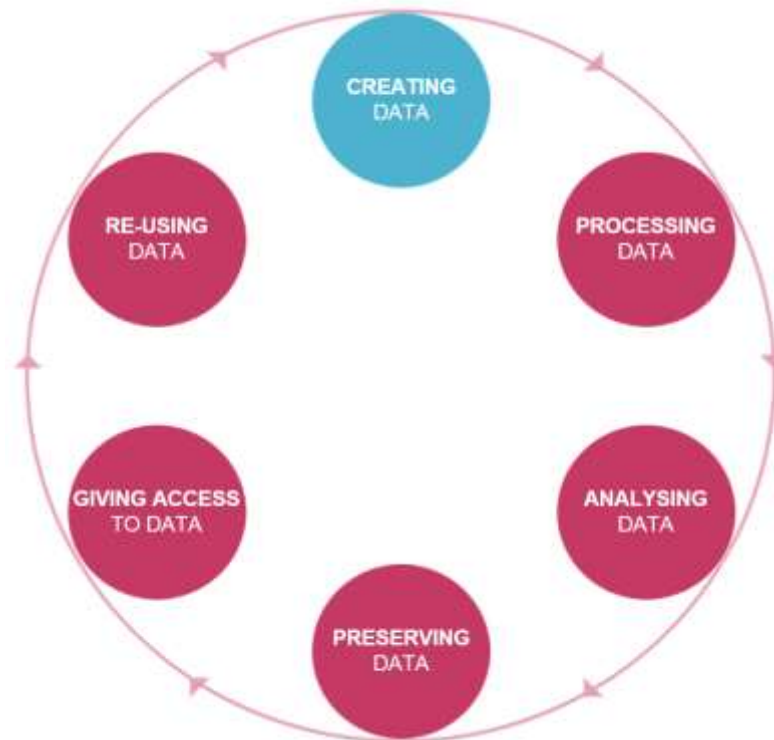 CREATING
DATA
PROCESSING
DATA
ANALYSING
DATA
PRESERVING
DATA
GIVING ACCESS
TO DATA
RE-USING
DATA